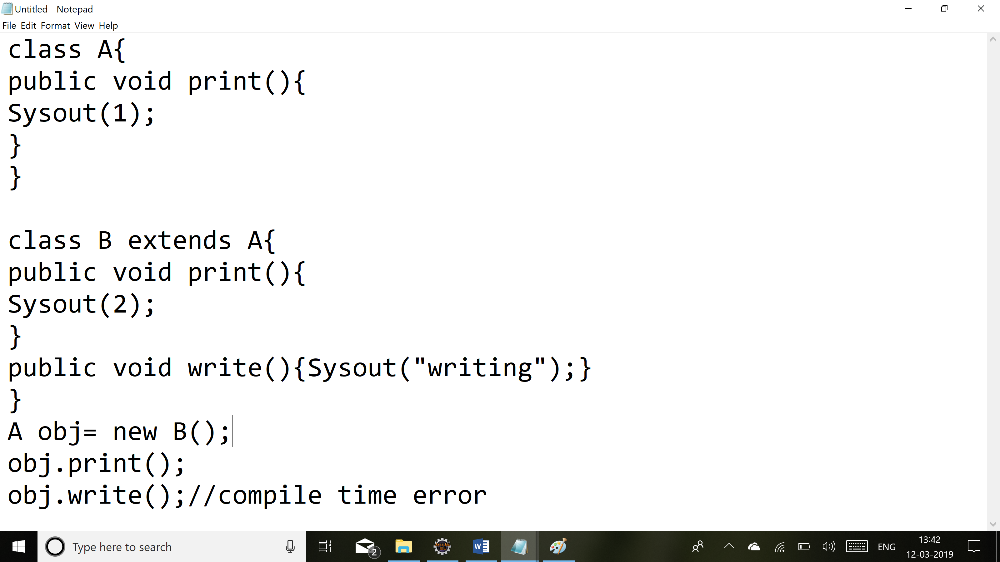 Untitled - Notepad
File Edit Format View Help
class A{
public void print(){
Sysout(1);
}
}
class B extends A{
public void print(){
Sysout(2);
}
public void write(){Sysout("writing");}
}
A obj= new B();
obj.print();
obj.write();//compile time error
Type here to search
2
Java EE
IDE
W
ENG
13:42
12-03-2019